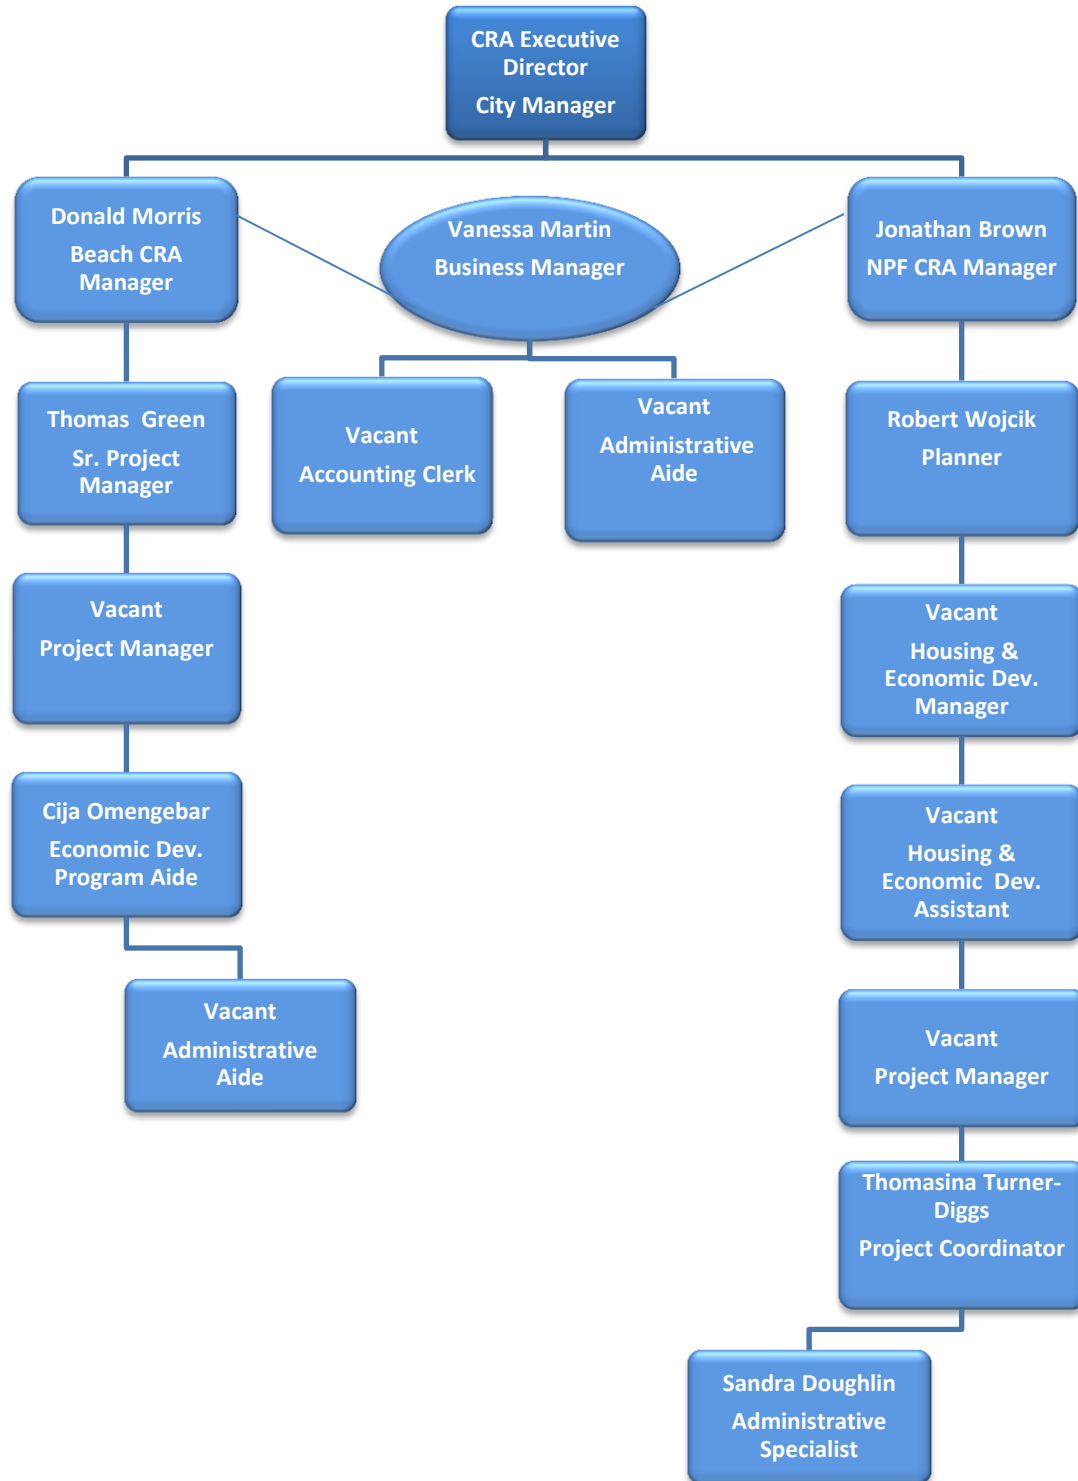 CRA Executive
Director
City Manager
Donald Morris
Beach CRA
Manager
Vanessa Martin
Business Manager
Jonathan Brown
NPF CRA Manager
Thomas  Green
Sr. Project
Manager
Vacant
Accounting Clerk
Vacant
Administrative
Aide
Robert Wojcik
Planner
Vacant
Project Manager
Vacant
Housing &
Economic Dev.
Manager
Cija Omengebar
Economic Dev.
Program Aide
Vacant
Housing &
Economic  Dev.
Assistant
Vacant
Administrative
Aide
Vacant
Project Manager
Thomasina Turner-
Diggs
Project Coordinator
Sandra Doughlin
Administrative
Specialist